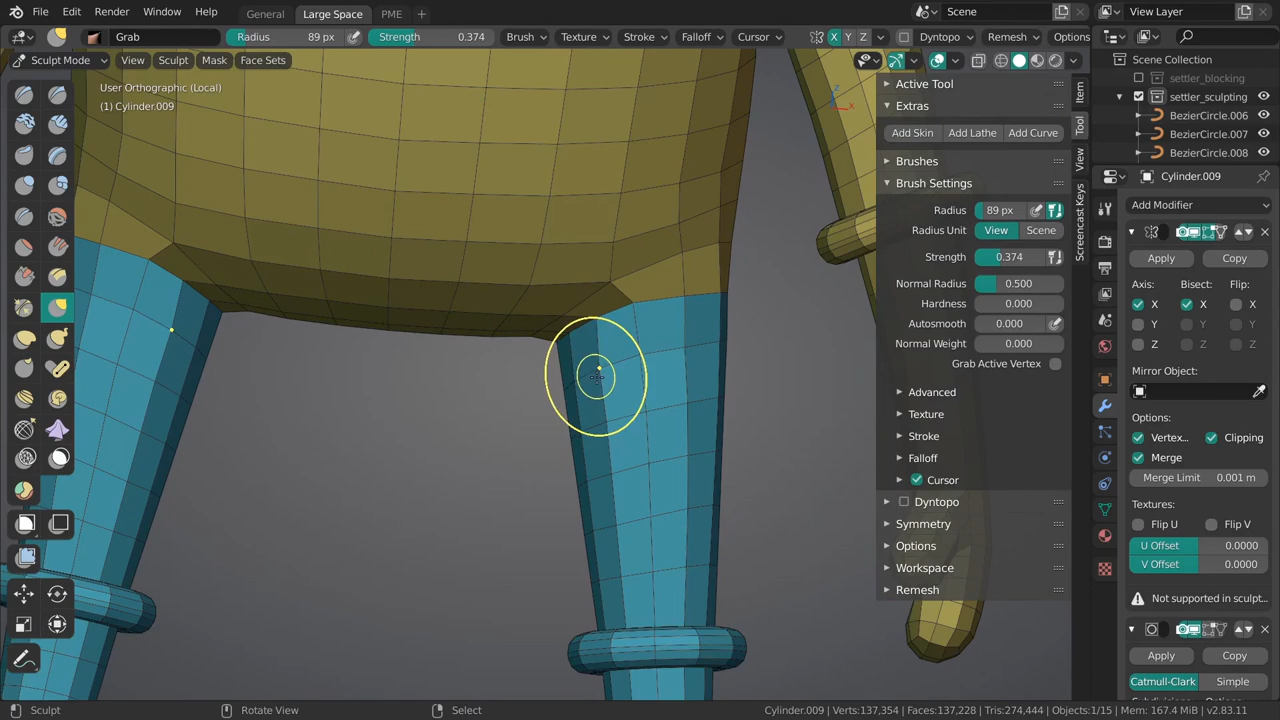 File Edit Render Window Help General Large Space PME + Scene View Layer
Grab Radius 89 px Strength 0.374 Brush Texture Stroke Falloff Cursor X Y Z Dyntopo Remesh Options
Sculpt Mode View Sculpt Mask Face Sets
User Orthographic (Local)
(91) Cylinder.009
Z
X
Active Tool
Extras
Add Skin Add Lathe Add Curve
Brushes
Brush Settings
Radius 89 px
Radius Unit View Scene
Strength 0.374
Normal Radius 0.500
Hardness 0.000
Autosmooth 0.000
Normal Weight 0.000
Grab Active Vertex
Advanced
Texture
Stroke
Falloff
Cursor
Dyntopo
Symmetry
Options
Workspace
Remesh
Item
Tool
View
Screencast Keys
Scene Collection
settler_blocking
settler_sculpting
BezierCircle.006
BezierCircle.007
BezierCircle.008
Cylinder.009
Add Modifier
Apply Copy
Axis: Bisect: Flip:
X X X
Y Y Y
Z Z Z
Mirror Object:
Options:
Vertex... Clipping
Merge
Merge Limit 0.001 m
Textures:
Flip U Flip V
U Offset 0.0000
V Offset 0.0000
Not supported in sculpt...
Apply Copy
Catmull-Clark Simple
Sculpt Rotate View Select Cylinder.009 | Verts:137,354 | Faces:137,228 | Tris:274,444 | Objects:1/15 | Mem: 167.4 MiB | v2.83.11